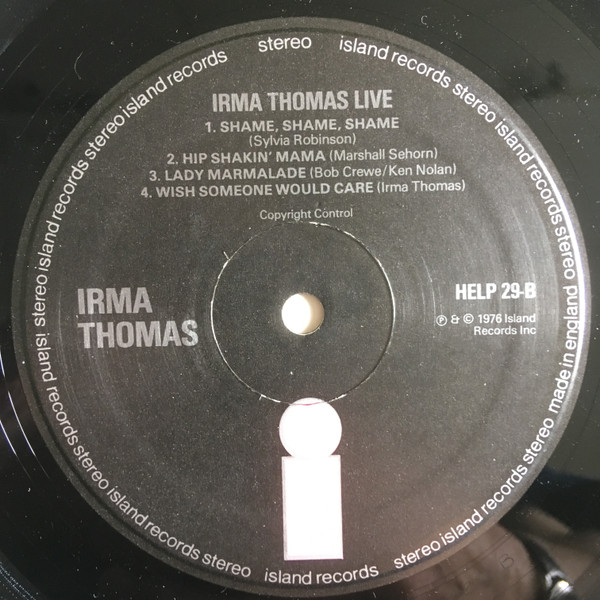 stereo island records stereo island records stereo island records stereo made in england
stereo island records stereo island records stereo island records stereo island records
IRMA THOMAS LIVE
1. SHAME, SHAME, SHAME
(Sylvia Robinson)
2. HIP SHAKIN' MAMA (Marshall Sehorn)
3. LADY MARMALADE (Bob Crewe/Ken Nolan)
4. WISH SOMEONE WOULD CARE (Irma Thomas)
Copyright Control
IRMA
THOMAS
HELP 29-B
℗ & © 1976 Island
Records Inc